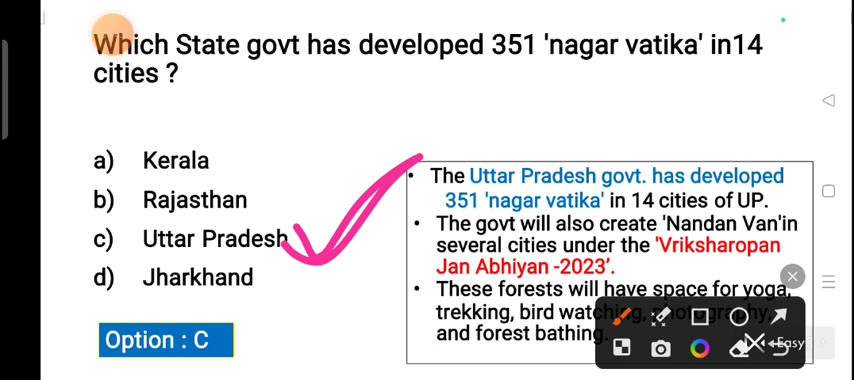 Which State govt has developed 351 'nagar vatika' in14
cities ?
a) Kerala
b) Rajasthan
c) Uttar Pradesh
d) Jharkhand
Option : C
• The Uttar Pradesh govt. has developed
351 'nagar vatika' in 14 cities of UP.
• The govt will also create 'Nandan Van'in
several cities under the 'Vriksharopan
Jan Abhiyan -2023'.
• These forests will have space for yoga,
trekking, bird watching, photography,
and forest bathing.
Easy